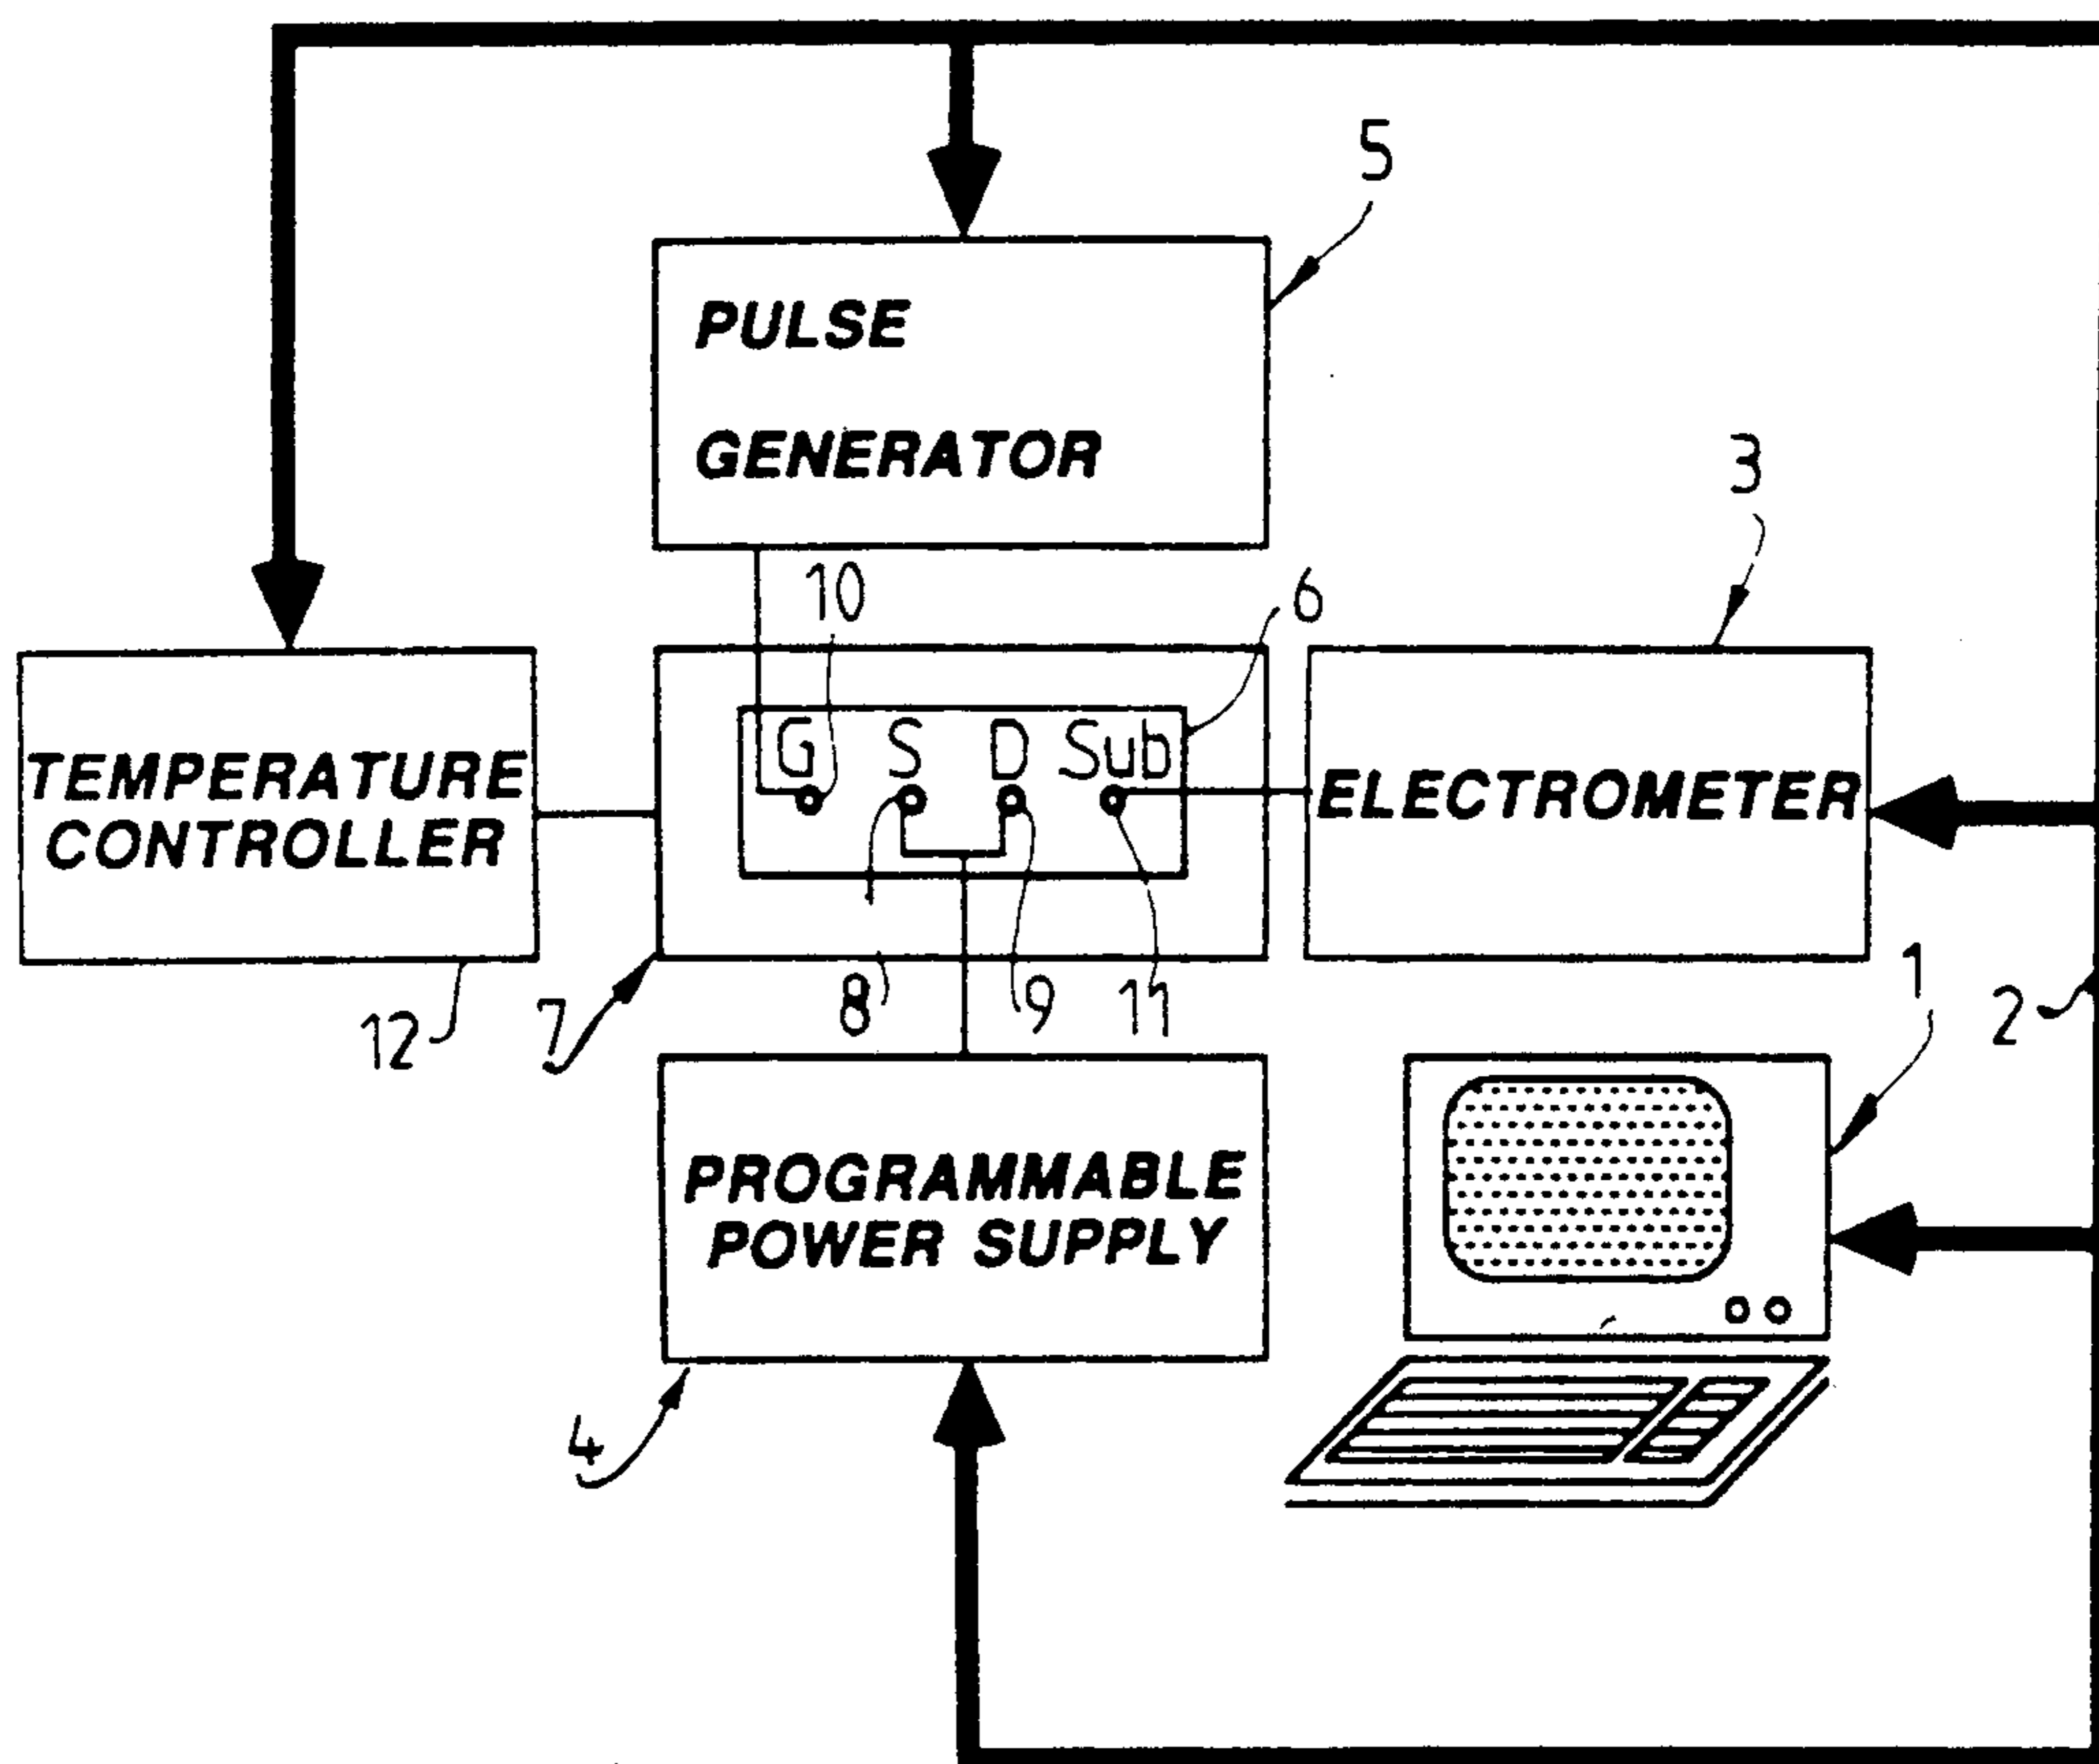 5
PULSE
GENERATOR
3
10
6
G S D Sub
TEMPERATURE
CONTROLLER
ELECTROMETER
12
7
8
9
11
1
2
PROGRAMMABLE
POWER SUPPLY
4